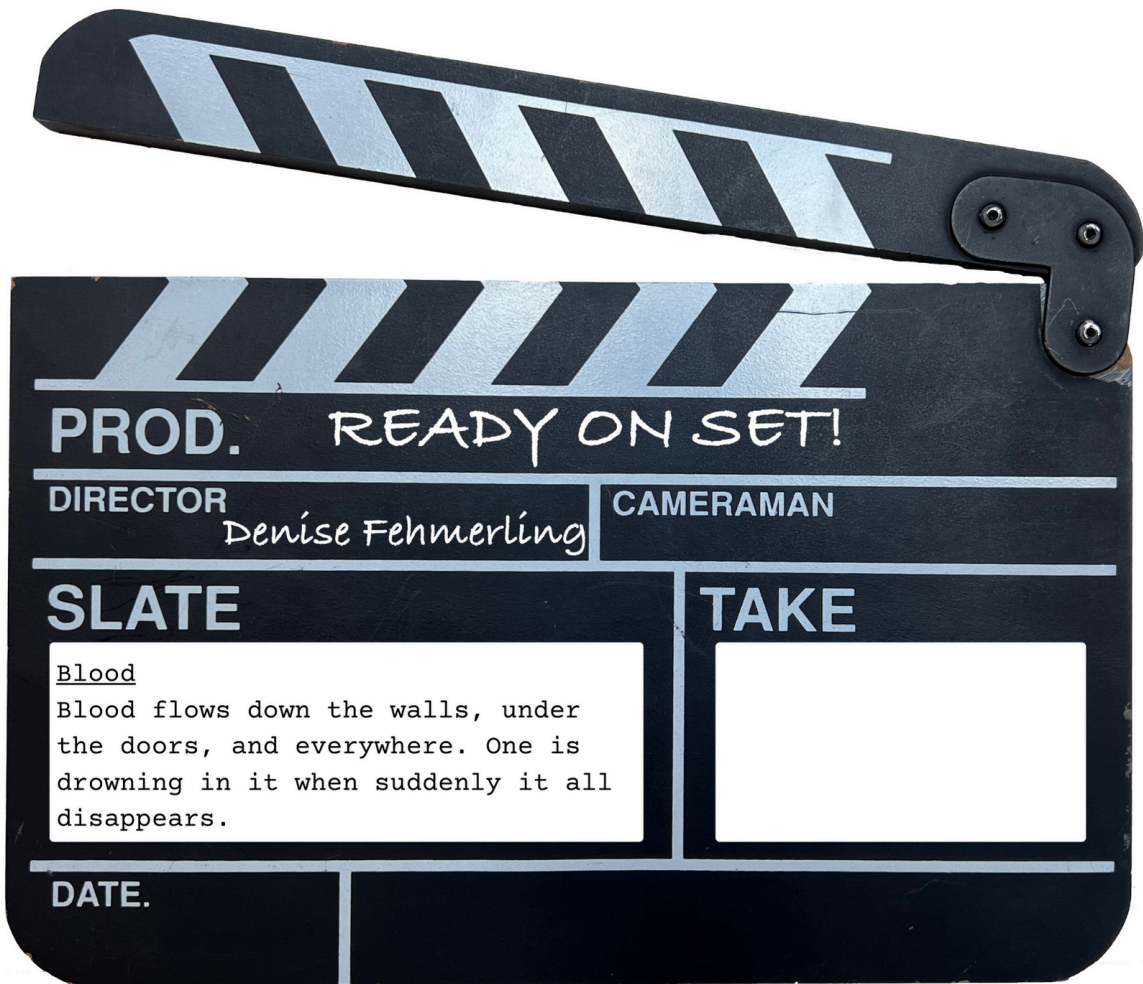 PROD. READY ON SET!
DIRECTOR
Denise Fehmerling
CAMERAMAN
SLATE
Blood
Blood flows down the walls, under
the doors, and everywhere. One is
drowning in it when suddenly it all
disappears.
TAKE
DATE.